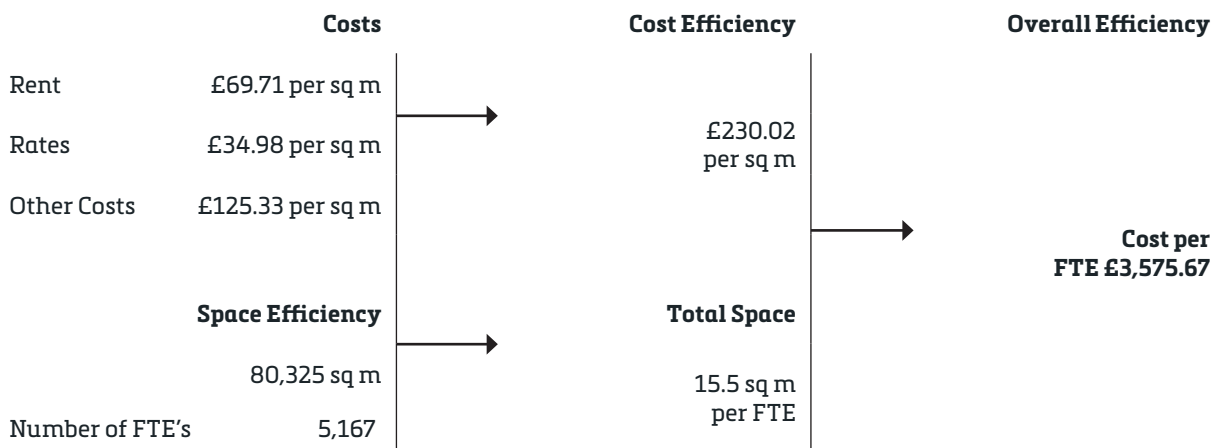 Costs
Cost Efficiency
Overall Efficiency
Rent £69.71 per sq m
Rates £34.98 per sq m
Other Costs £125.33 per sq m
£230.02
per sq m
Cost per
FTE £3,575.67
Space Efficiency
80,325 sq m
Number of FTE's 5,167
Total Space
15.5 sq m
per FTE